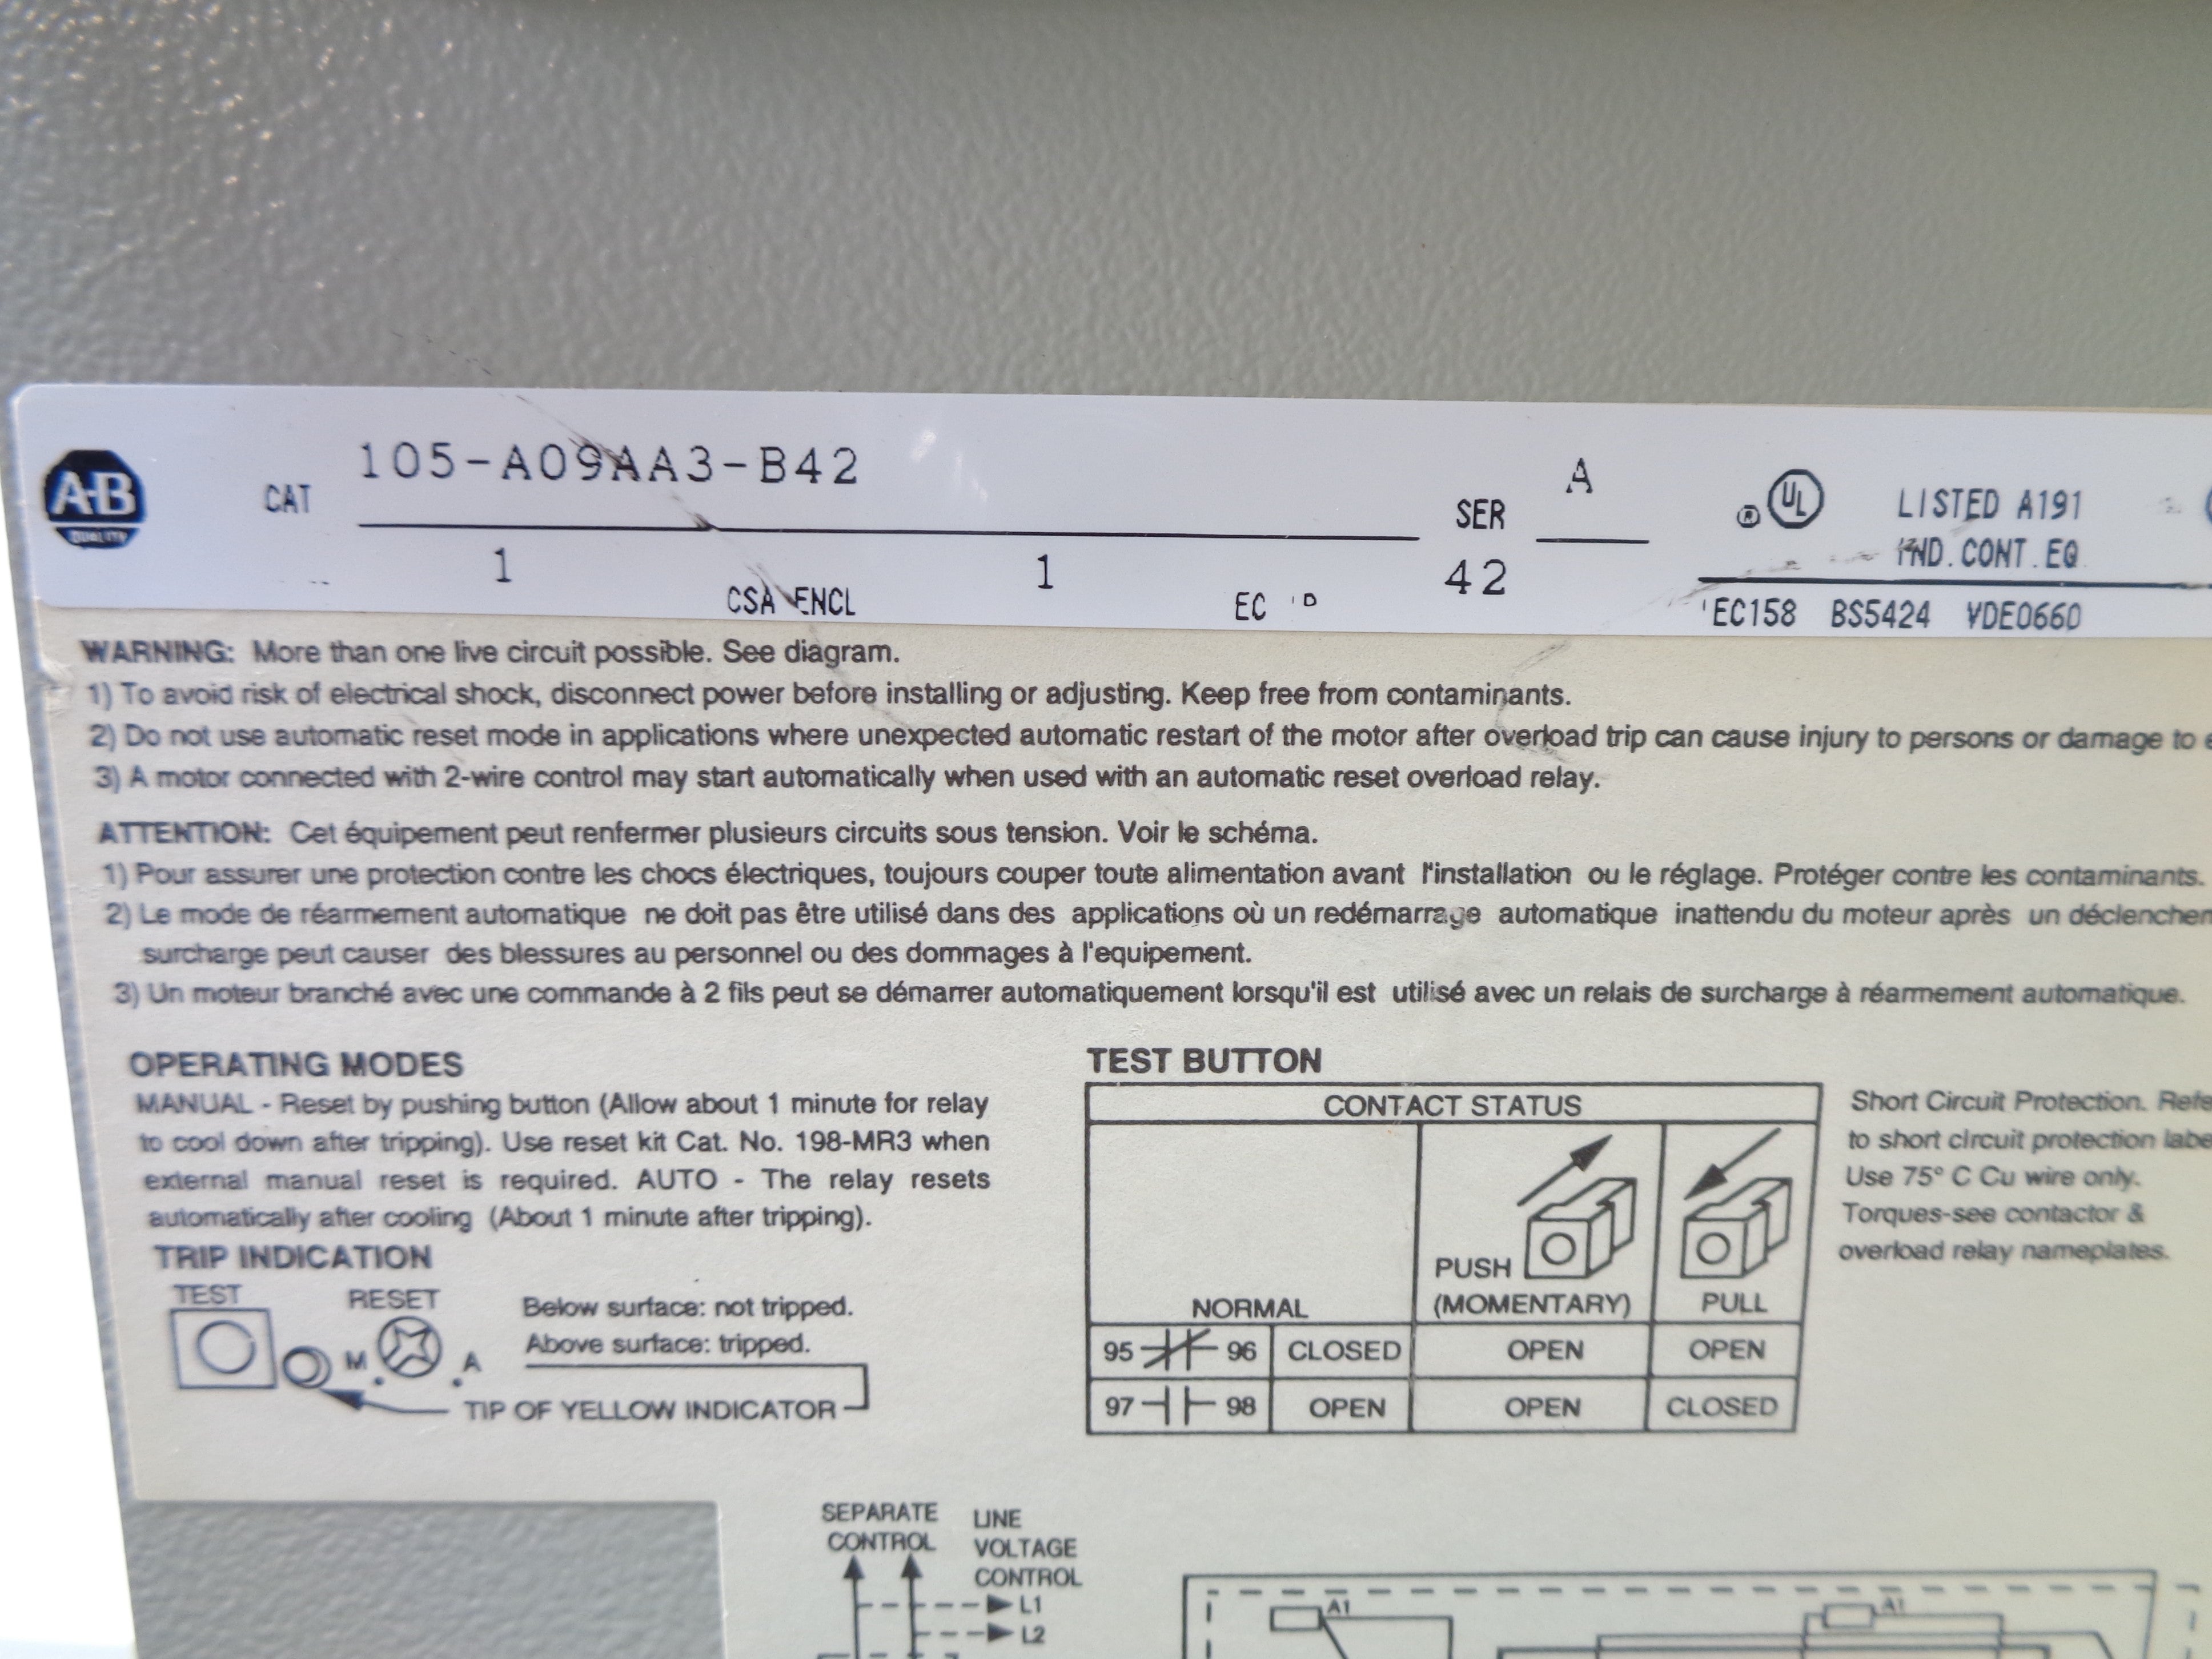 A-B
QUALITY
CAT 105-A09AA3-B42
SER A
UL
LISTED A191
IND. CONT. EQ
1 CSA ENCL 1
EC 42
EC158 BS5424 VDE0660
WARNING: More than one live circuit possible. See diagram.
1) To avoid risk of electrical shock, disconnect power before installing or adjusting. Keep free from contaminants.
2) Do not use automatic reset mode in applications where unexpected automatic restart of the motor after overload trip can cause injury to persons or damage to
3) A motor connected with 2-wire control may start automatically when used with an automatic reset overload relay.
ATTENTION: Cet équipement peut renfermer plusieurs circuits sous tension. Voir le schéma.
1) Pour assurer une protection contre les chocs électriques, toujours couper toute alimentation avant l'installation ou le réglage. Protéger contre les contaminants.
2) Le mode de réarmement automatique ne doit pas être utilisé dans des applications où un redémarrage automatique inattendu du moteur après un déclenchem
surcharge peut causer des blessures au personnel ou des dommages à l'equipement.
3) Un moteur branché avec une commande à 2 fils peut se démarrer automatiquement lorsqu'il est utilisé avec un relais de surcharge à réarmement automatique.
OPERATING MODES
MANUAL - Reset by pushing button (Allow about 1 minute for relay
to cool down after tripping). Use reset kit Cat. No. 198-MR3 when
external manual reset is required. AUTO - The relay resets
automatically after cooling (About 1 minute after tripping).
TRIP INDICATION
TEST RESET
M A
Below surface: not tripped.
Above surface: tripped.
TIP OF YELLOW INDICATOR
TEST BUTTON
CONTACT STATUS
NORMAL PUSH (MOMENTARY) PULL
95 96 CLOSED OPEN OPEN
97 98 OPEN OPEN CLOSED
Short Circuit Protection. Refe
to short circuit protection labe
Use 75° C Cu wire only.
Torques-see contactor &
overload relay nameplates.
SEPARATE
CONTROL
LINE
VOLTAGE
CONTROL
L1
L2
A1
A1